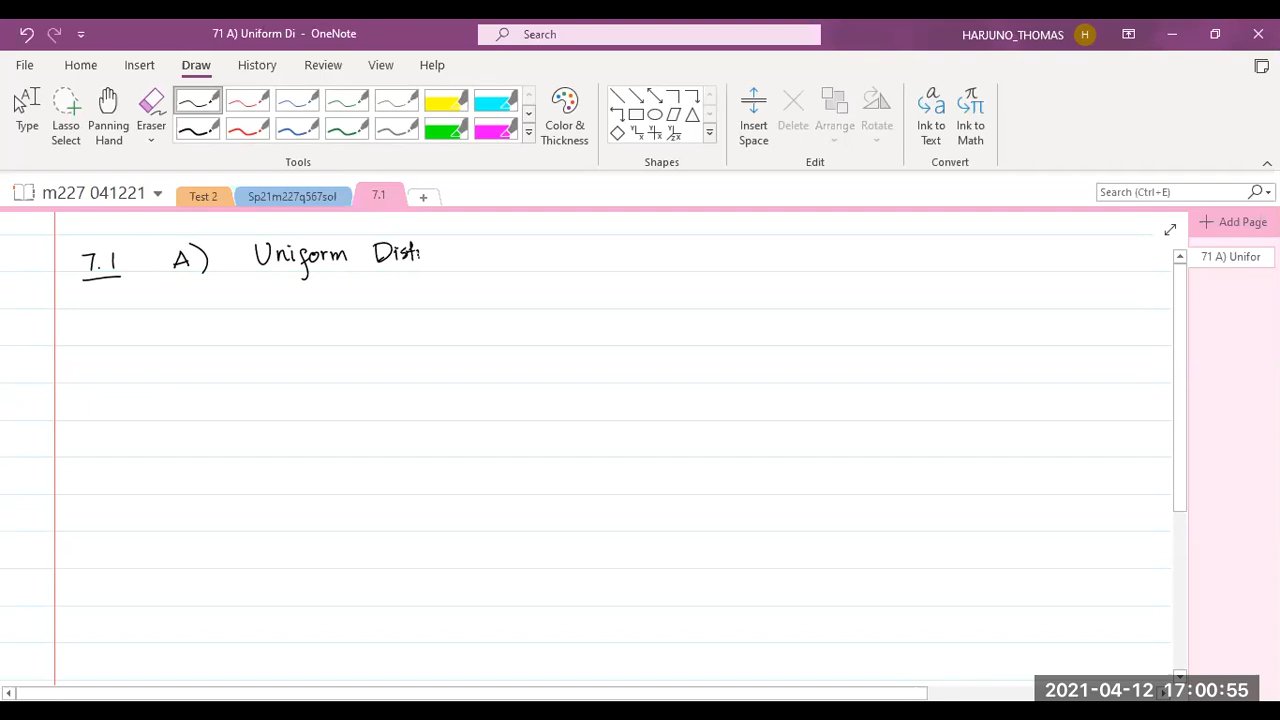 71 A) Uniform Di - OneNote
Search
HARJUNO_THOMAS
H
File Home Insert Draw History Review View Help
Type
Lasso Select
Panning Hand
Eraser
Color & Thickness
Insert Space
Delete
Arrange
Rotate
Ink to Text
Ink to Math
Tools
Shapes
Edit
Convert
m227 041221
Test 2
Sp21m227q567sol
7.1
Search (Ctrl+E)
Add Page
71 A) Unifor
7.1 A) Uniform Distr
2021-04-12 17:00:55